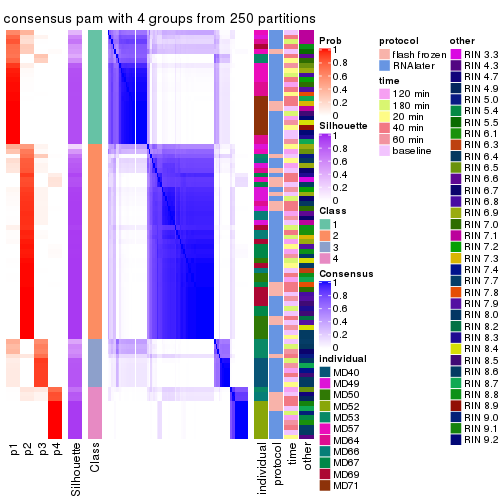 consensus pam with 4 groups from 250 partitions
p1
p2
p3
p4
Silhouette
Class
individual
protocol
time
other
Prob
1
0.8
0.6
0.4
0.2
0
Silhouette
1
0.8
0.6
0.4
0.2
0
Class
1
2
3
4
Consensus
1
0.8
0.6
0.4
0.2
0
individual
MD40
MD49
MD50
MD52
MD53
MD57
MD64
MD66
MD67
MD69
MD71
protocol
flash frozen
RNAlater
time
120 min
180 min
20 min
40 min
60 min
baseline
other
RIN 3.3
RIN 4.3
RIN 4.7
RIN 4.9
RIN 5.0
RIN 5.4
RIN 5.5
RIN 6.1
RIN 6.3
RIN 6.4
RIN 6.5
RIN 6.6
RIN 6.7
RIN 6.8
RIN 6.9
RIN 7.0
RIN 7.1
RIN 7.2
RIN 7.3
RIN 7.4
RIN 7.7
RIN 7.8
RIN 7.9
RIN 8.0
RIN 8.2
RIN 8.3
RIN 8.4
RIN 8.5
RIN 8.6
RIN 8.7
RIN 8.8
RIN 8.9
RIN 9.0
RIN 9.1
RIN 9.2